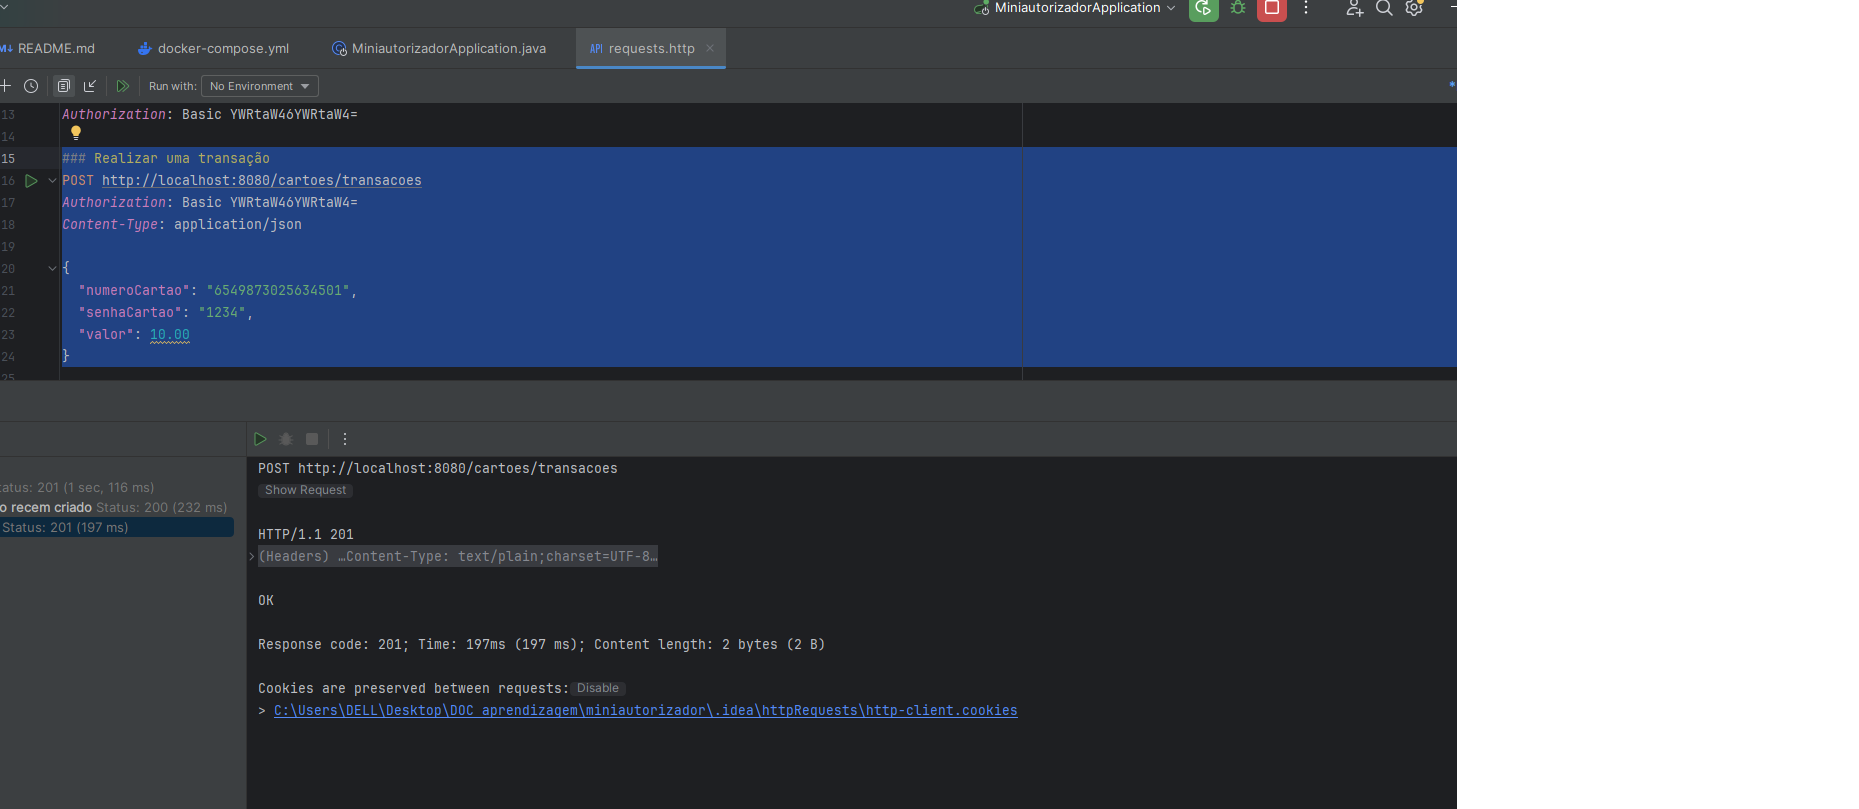 MiniautorizadorApplication
README.md docker-compose.yml MiniautorizadorApplication.java API requests.http
Run with: No Environment
13 Authorization: Basic YWRtaW46YWRtaW4=
14
15 ### Realizar uma transação
16 POST http://localhost:8080/cartoes/transacoes
17 Authorization: Basic YWRtaW46YWRtaW4=
18 Content-Type: application/json
19
20 {
21 "numeroCartao": "6549873025634501",
22 "senhaCartao": "1234",
23 "valor": 10.00
24 }
25
POST http://localhost:8080/cartoes/transacoes
Show Request
tatus: 201 (1 sec, 116 ms)
o recem criado Status: 200 (232 ms)
Status: 201 (197 ms)
HTTP/1.1 201
(Headers) …Content-Type: text/plain;charset=UTF-8…
OK
Response code: 201; Time: 197ms (197 ms); Content length: 2 bytes (2 B)
Cookies are preserved between requests: Disable
> C:\Users\DELL\Desktop\DOC aprendizagem\miniautorizador\.idea\httpRequests\http-client.cookies